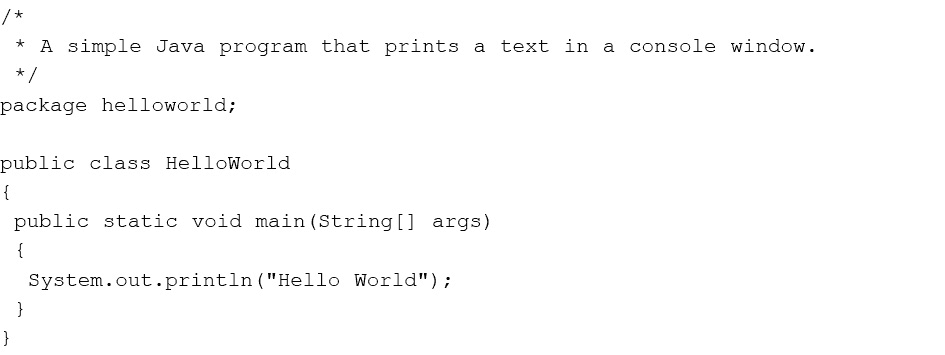 /*
 * A simple Java program that prints a text in a console window.
 */
package helloworld;

public class HelloWorld
{
 public static void main(String[] args)
 {
  System.out.println("Hello World");
 }
}